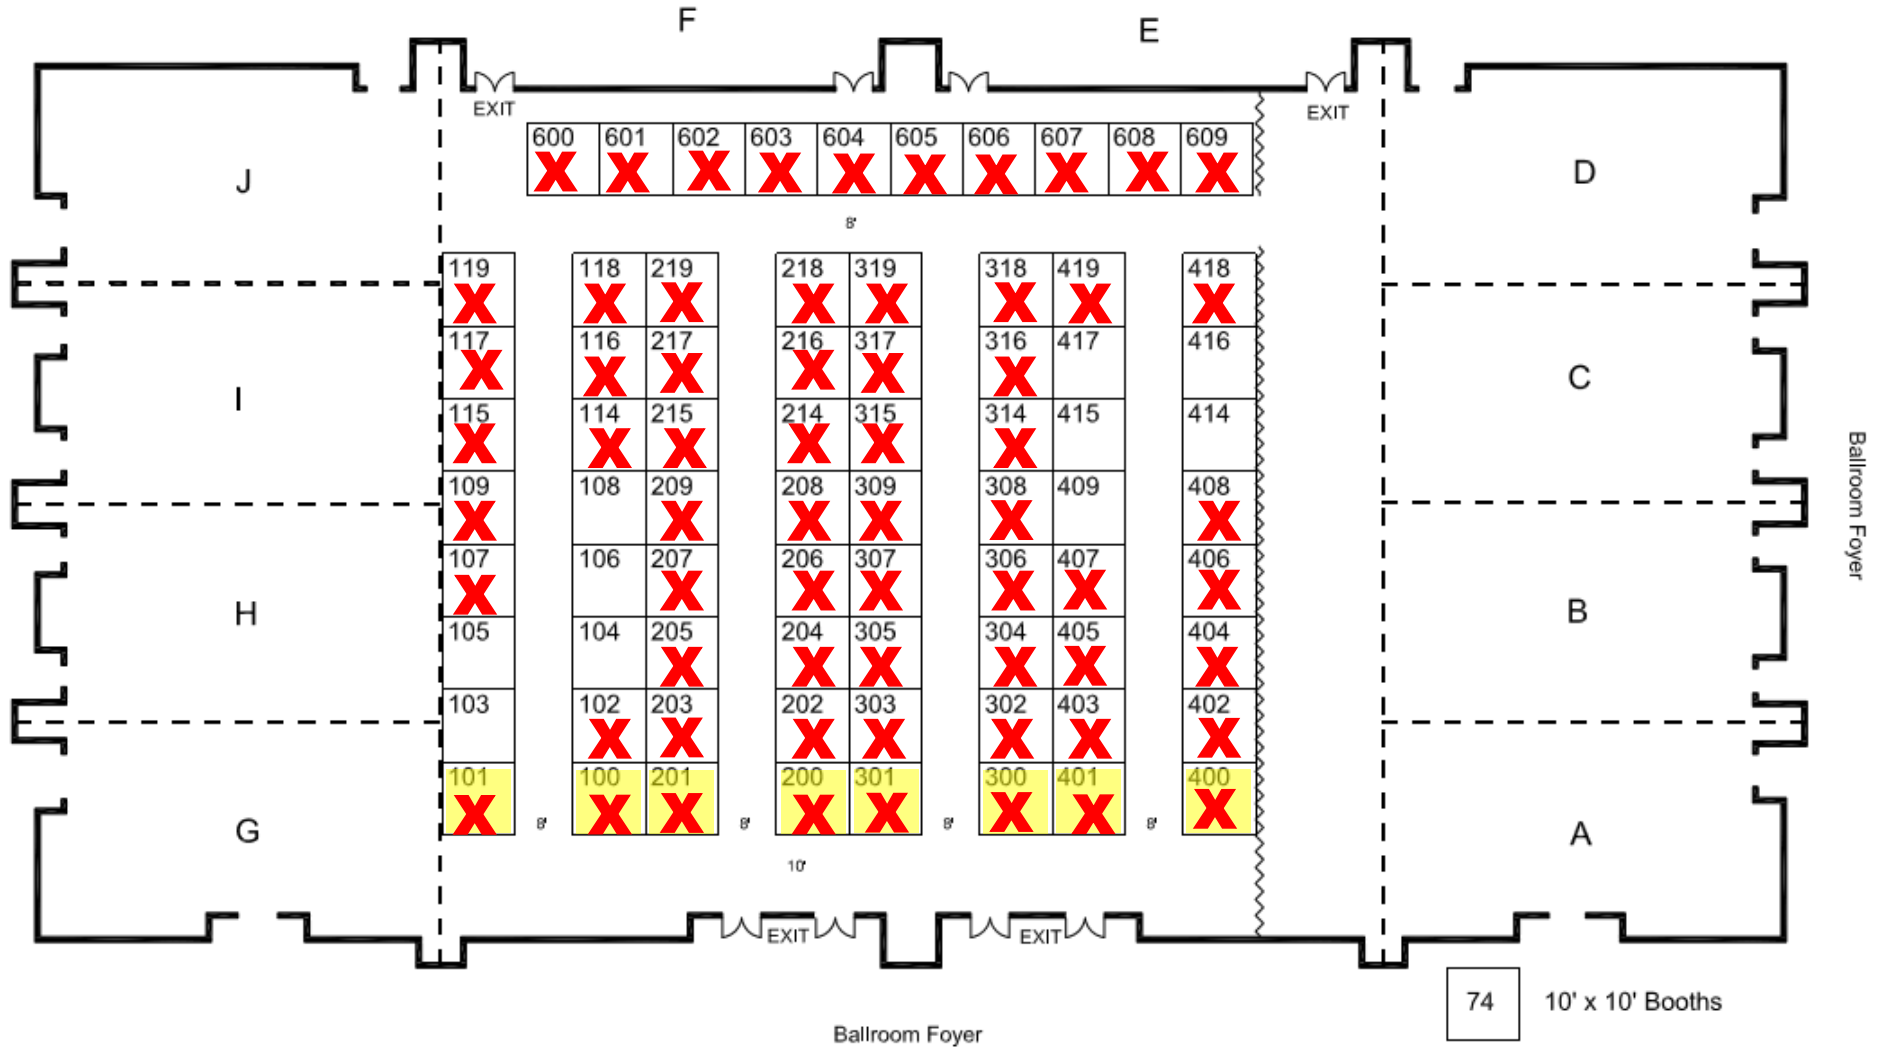 F
E
EXIT
EXIT
600 601 602 603 604 605 606 607 608 609
J
D
8'
119 118 219 218 319 318 419 418
117 116 217 216 317 316 417 416
I
C
115 114 215 214 315 314 415 414
109 108 209 208 309 308 409 408
Ballroom Foyer
107 106 207 206 307 306 407 406
H
B
105 104 205 204 305 304 405 404
103 102 203 202 303 302 403 402
101 100 201 200 301 300 401 400
8' 8' 8' 8'
G
A
10'
EXIT
EXIT
74 10' x 10' Booths
Ballroom Foyer